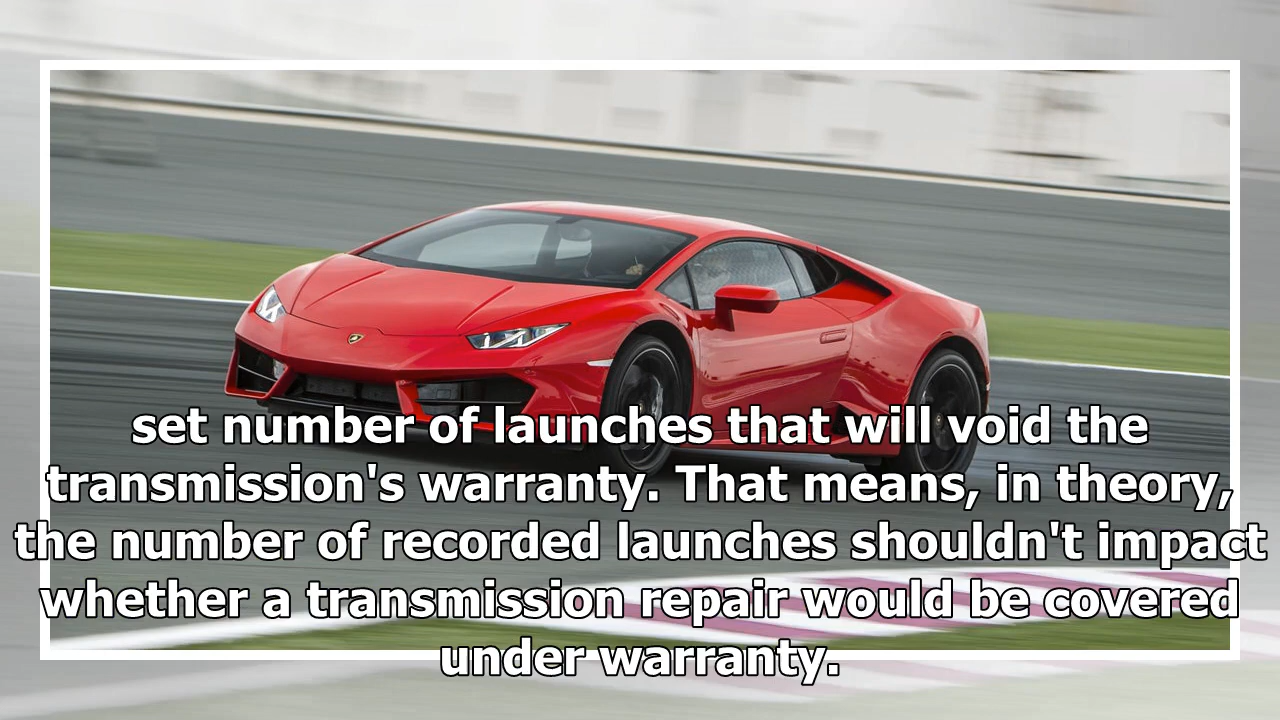 set number of launches that will void the
transmission's warranty. That means, in theory,
the number of recorded launches shouldn't impact
whether a transmission repair would be covered
under warranty.